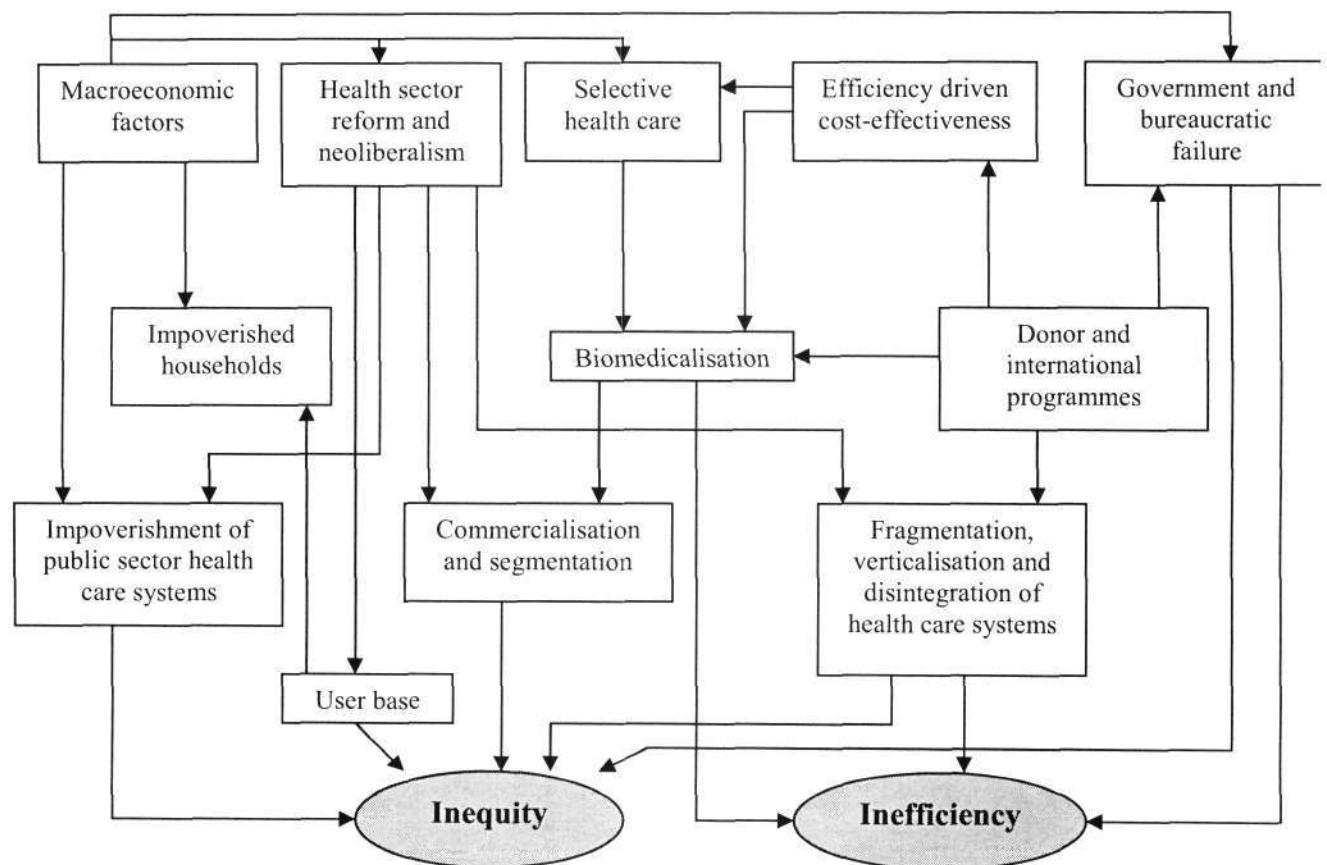 Macroeconomic
factors
Health sector
reform and
neoliberalism
Selective
health care
Efficiency driven
cost-effectiveness
Government and
bureaucratic
failure
Impoverished
households
Biomedicalisation
Donor and
international
programmes
Impoverishment of
public sector health
care systems
Commercialisation
and segmentation
Fragmentation,
verticalisation and
disintegration of
health care systems
User base
Inequity
Inefficiency